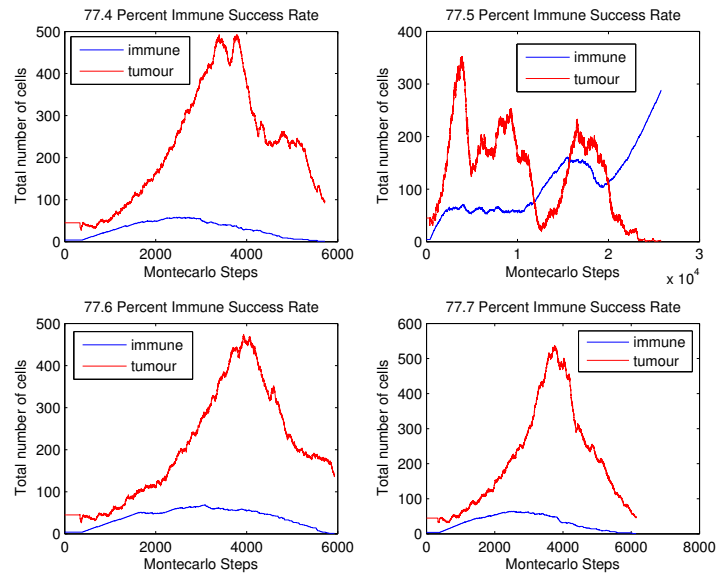 77.4 Percent Immune Success Rate
Total number of cells
500
400
300
200
100
0
0 2000 4000 6000
Montecarlo Steps
immune
tumour
77.5 Percent Immune Success Rate
Total number of cells
400
300
200
100
0
0 1 2 3
x 10^4
Montecarlo Steps
immune
tumour
77.6 Percent Immune Success Rate
Total number of cells
500
400
300
200
100
0
0 2000 4000 6000
Montecarlo Steps
immune
tumour
77.7 Percent Immune Success Rate
Total number of cells
600
500
400
300
200
100
0
0 2000 4000 6000 8000
Montecarlo Steps
immune
tumour